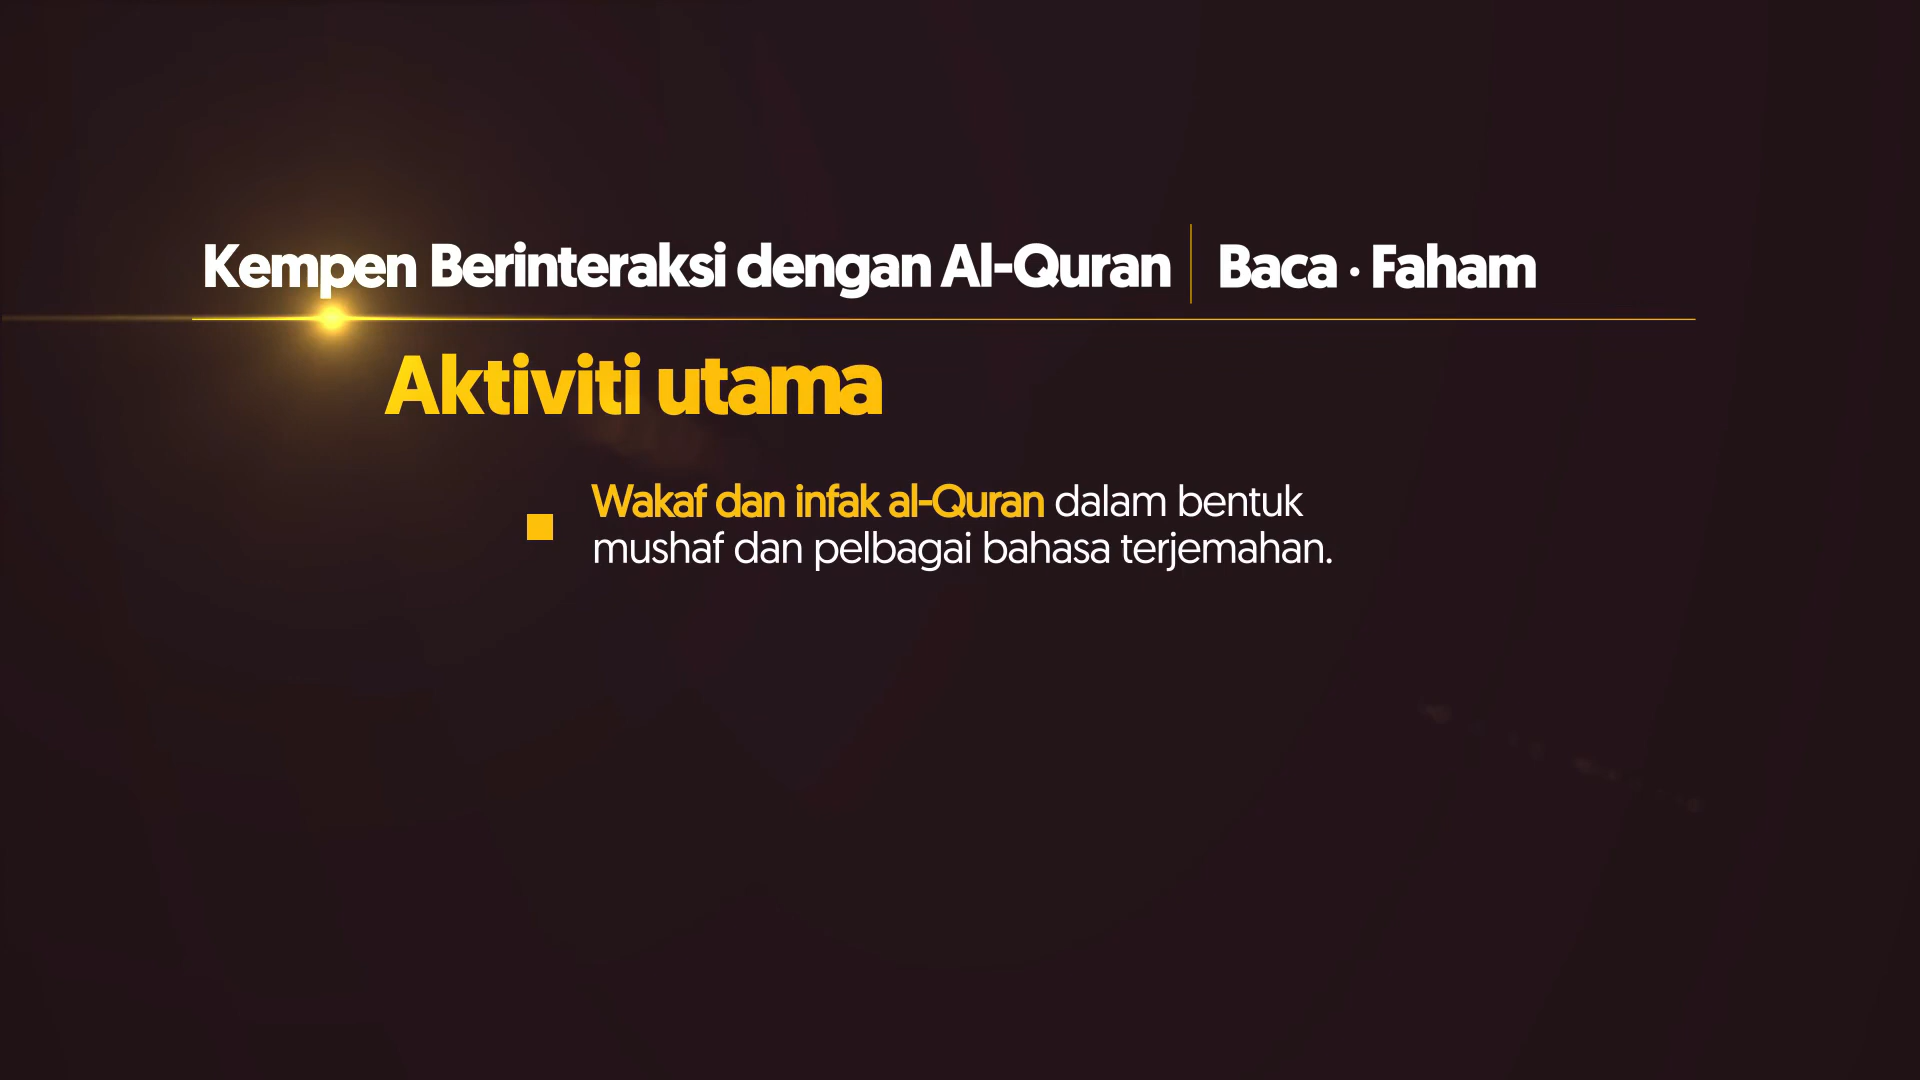 Kempen Berinteraksi dengan Al-Quran Baca · Faham
Aktiviti utama
Wakaf dan infak al-Quran dalam bentuk
mushaf dan pelbagai bahasa terjemahan.